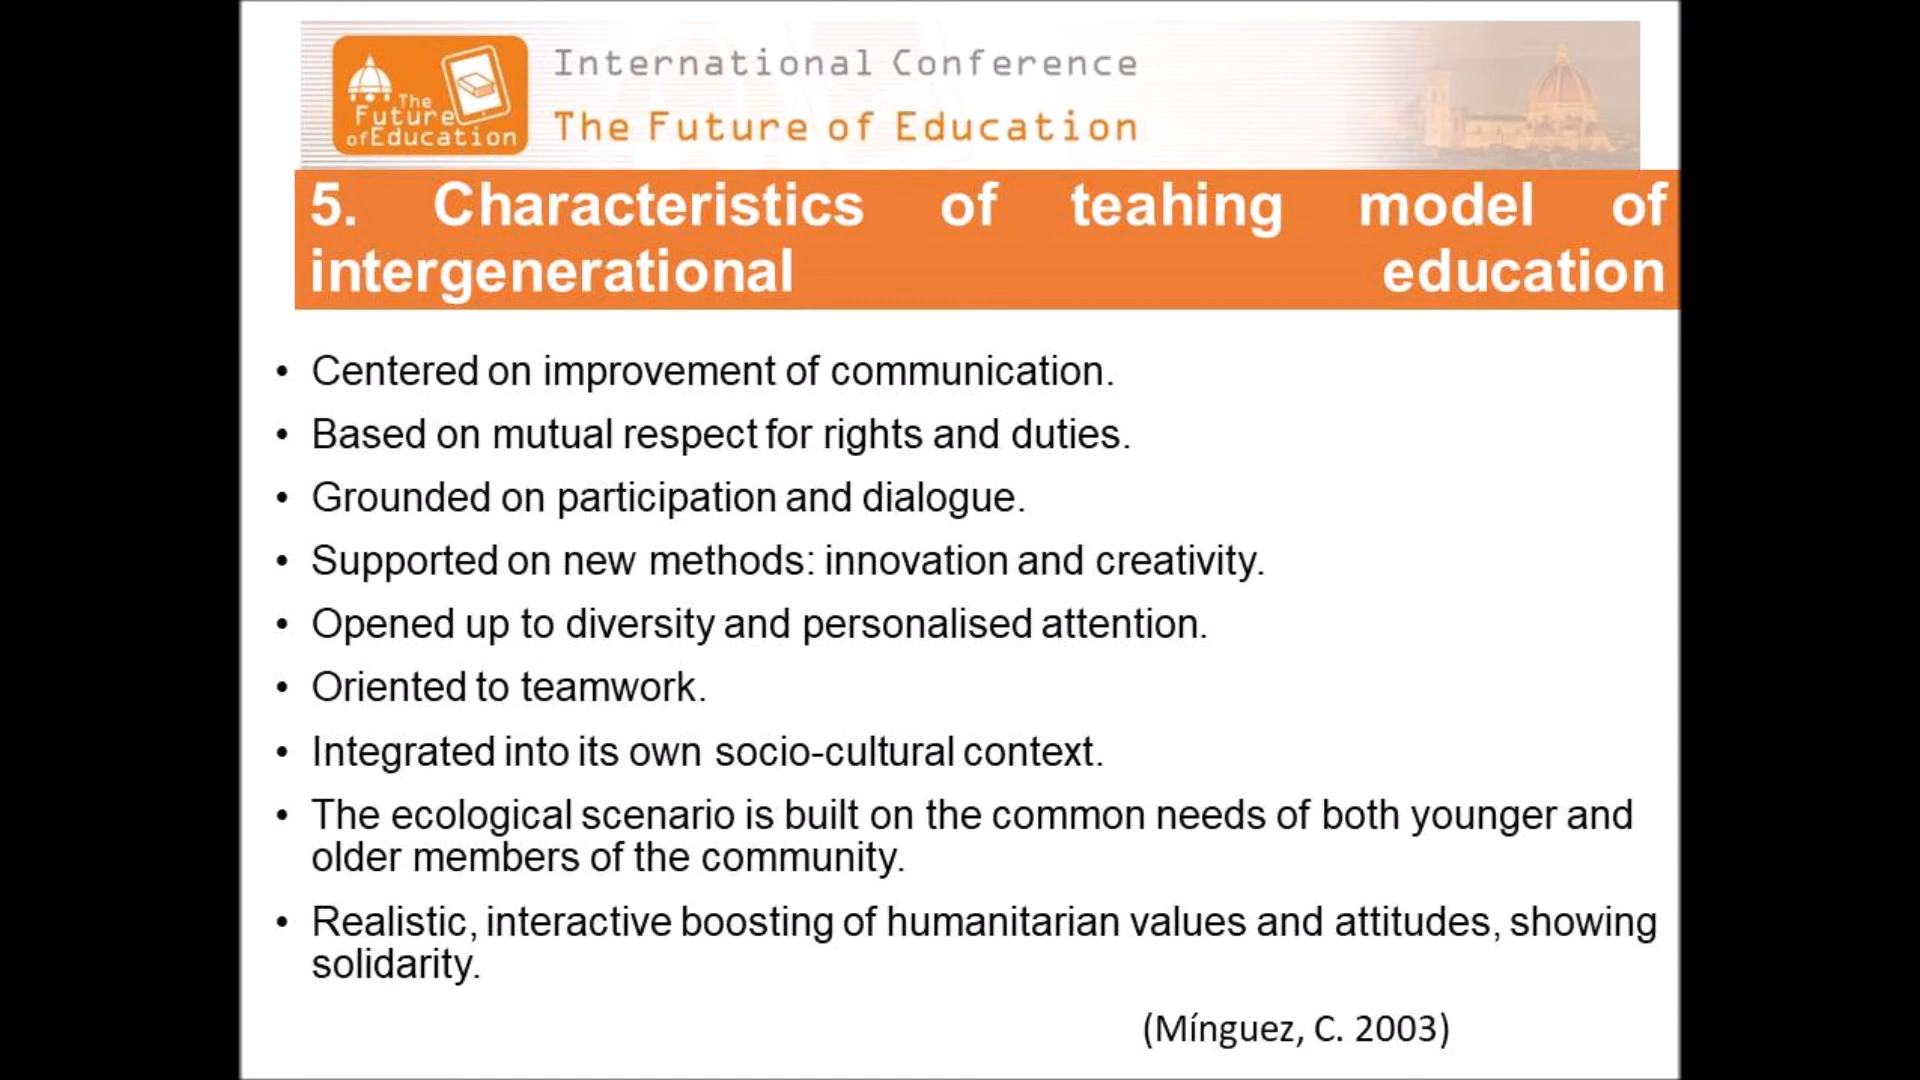 The
Future
ofEducation
International Conference
The Future of Education
5. Characteristics of teahing model of
intergenerational education
• Centered on improvement of communication.
• Based on mutual respect for rights and duties.
• Grounded on participation and dialogue.
• Supported on new methods: innovation and creativity.
• Opened up to diversity and personalised attention.
• Oriented to teamwork.
• Integrated into its own socio-cultural context.
• The ecological scenario is built on the common needs of both younger and
older members of the community.
• Realistic, interactive boosting of humanitarian values and attitudes, showing
solidarity.
(Mínguez, C. 2003)